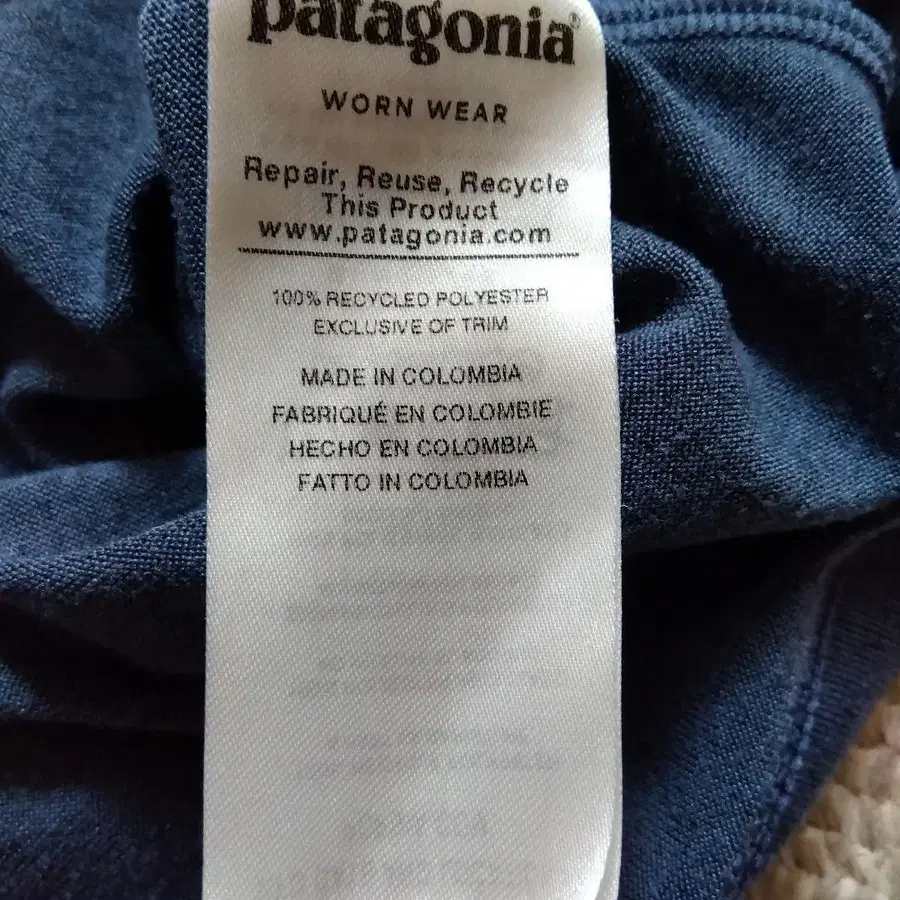 patagonia®
WORN WEAR
Repair, Reuse, Recycle
This Product
www.patagonia.com
100% RECYCLED POLYESTER
EXCLUSIVE OF TRIM
MADE IN COLOMBIA
FABRIQUÉ EN COLOMBIE
HECHO EN COLOMBIA
FATTO IN COLOMBIA